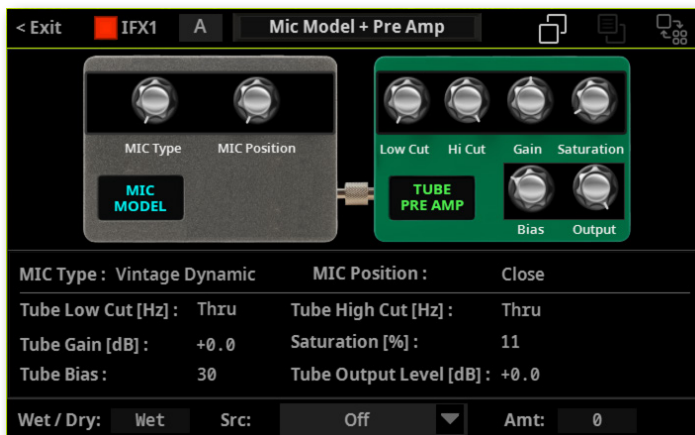 < Exit IFX1 A Mic Model + Pre Amp
MIC Type MIC Position Low Cut Hi Cut Gain Saturation
MIC
MODEL
TUBE
PRE AMP
Bias Output
MIC Type : Vintage Dynamic MIC Position : Close
Tube Low Cut [Hz] : Thru Tube High Cut [Hz] : Thru
Tube Gain [dB] : +0.0 Saturation [%] : 11
Tube Bias : 30 Tube Output Level [dB] : +0.0
Wet / Dry: Wet Src: Off Amt: 0